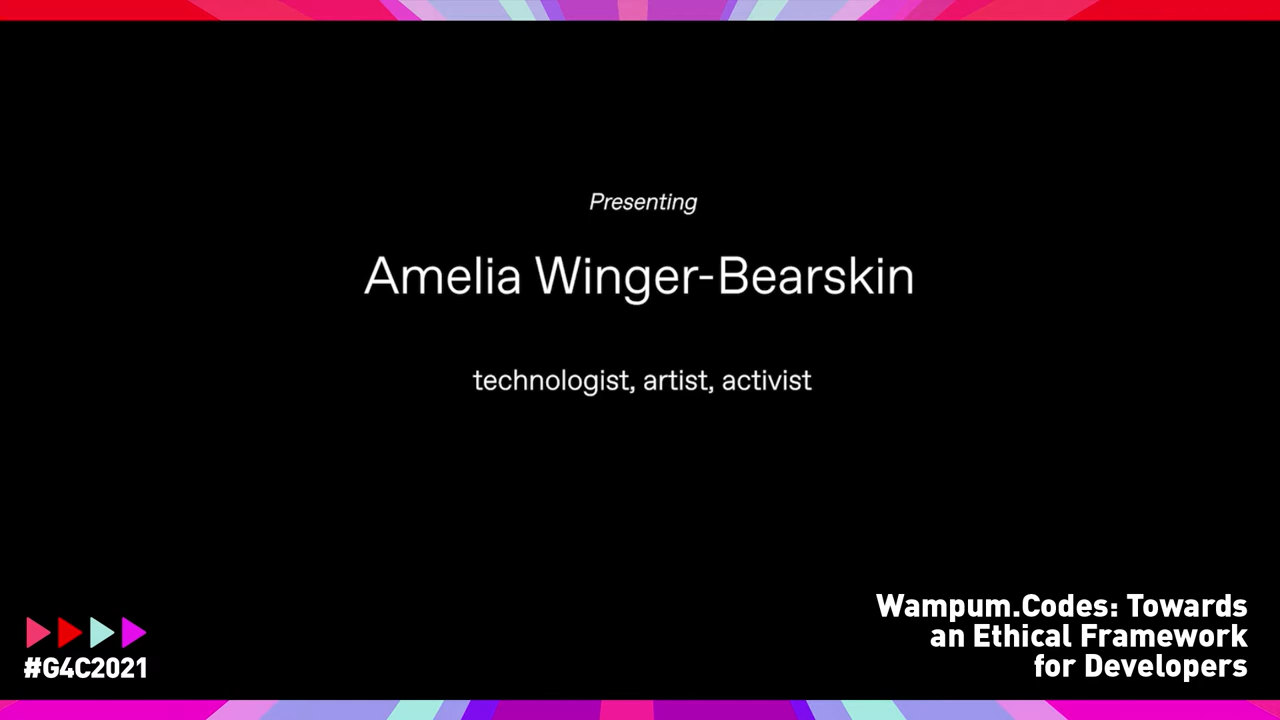 Presenting
Amelia Winger-Bearskin
technologist, artist, activist
#G4C2021
Wampum.Codes: Towards
an Ethical Framework
for Developers